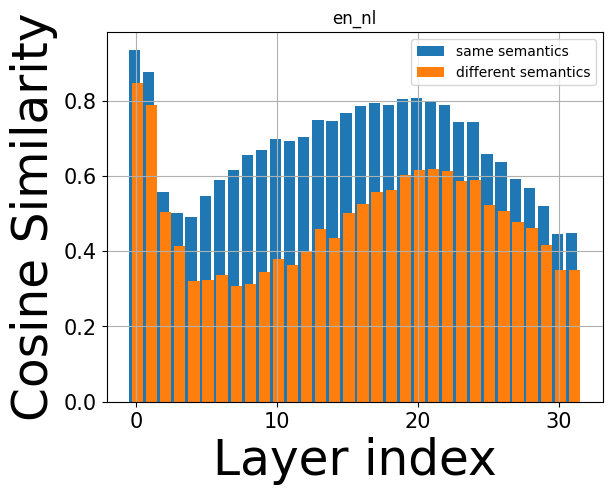 en_nl
same semantics
different semantics
Cosine Similarity
0.8
0.6
0.4
0.2
0.0
0 10 20 30
Layer index